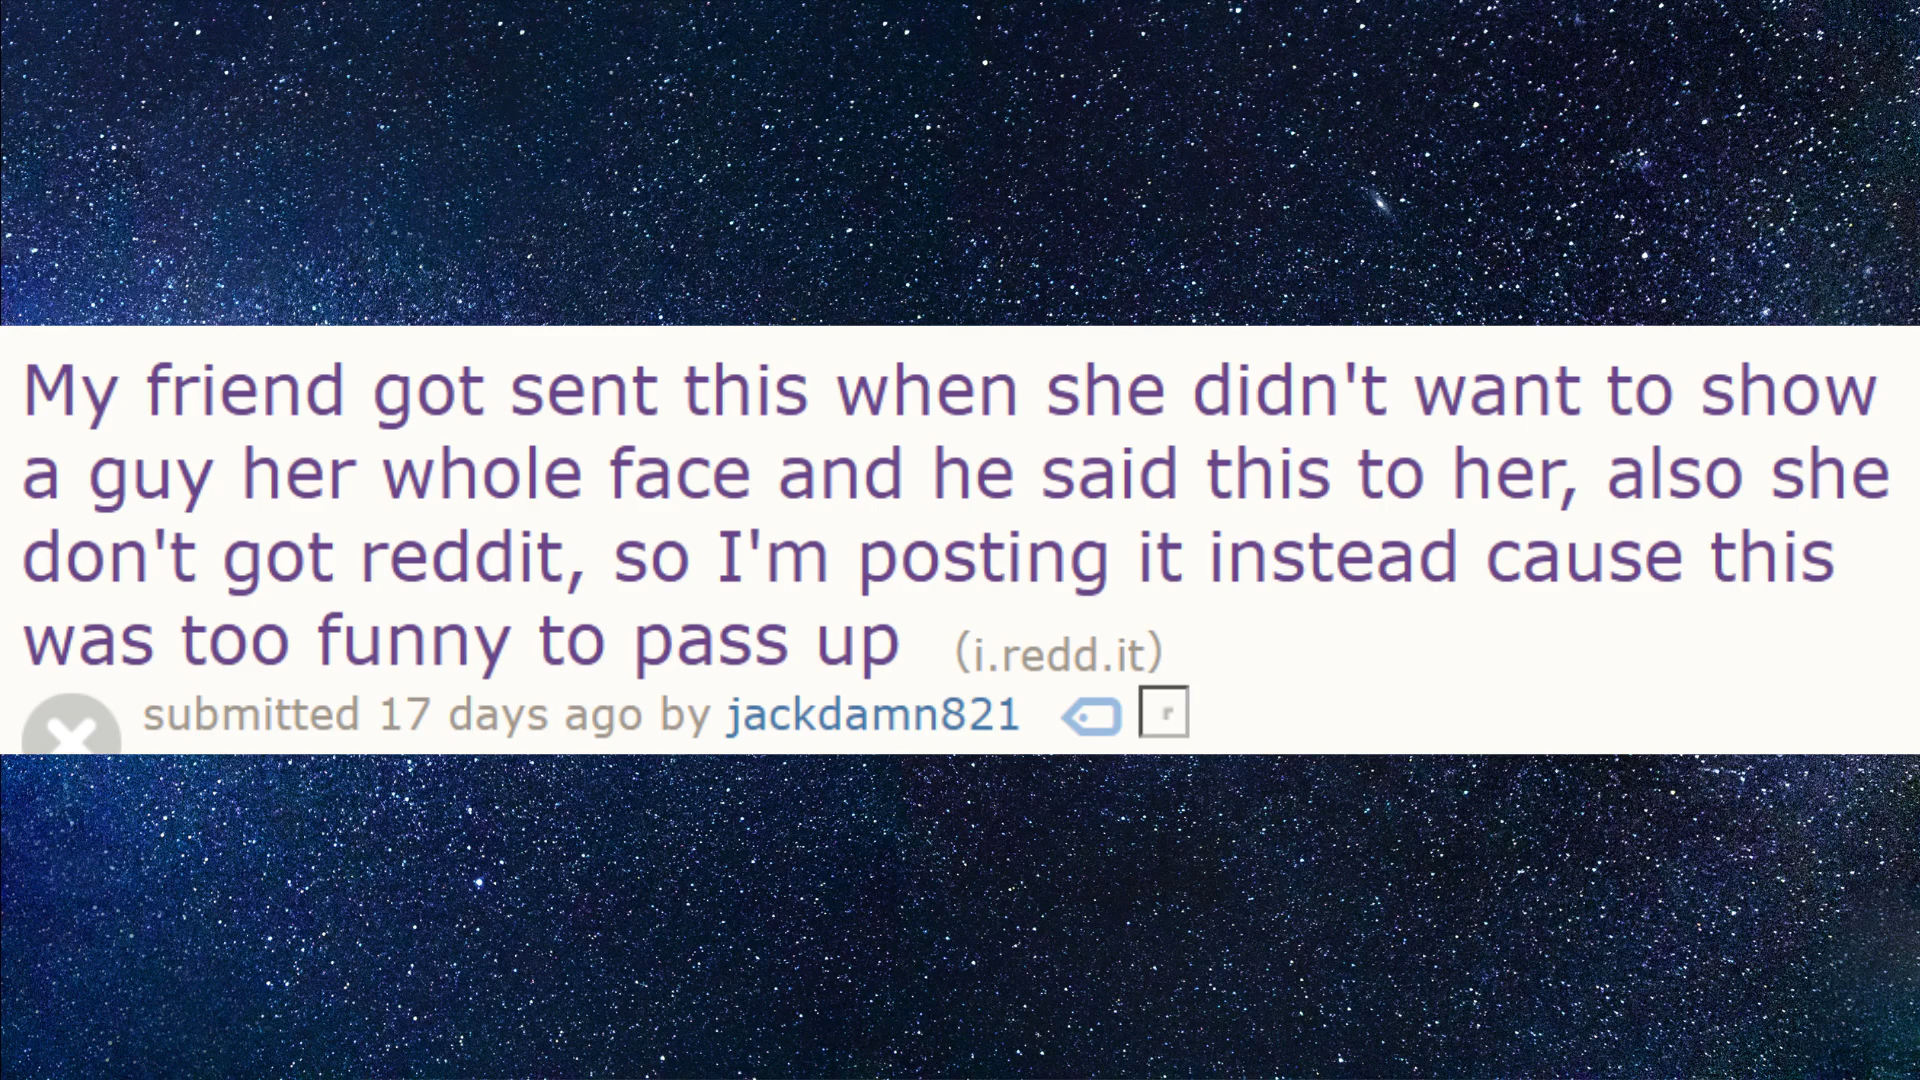 My friend got sent this when she didn't want to show
a guy her whole face and he said this to her, also she
don't got reddit, so I'm posting it instead cause this
was too funny to pass up (i.redd.it)
submitted 17 days ago by jackdamn821 r